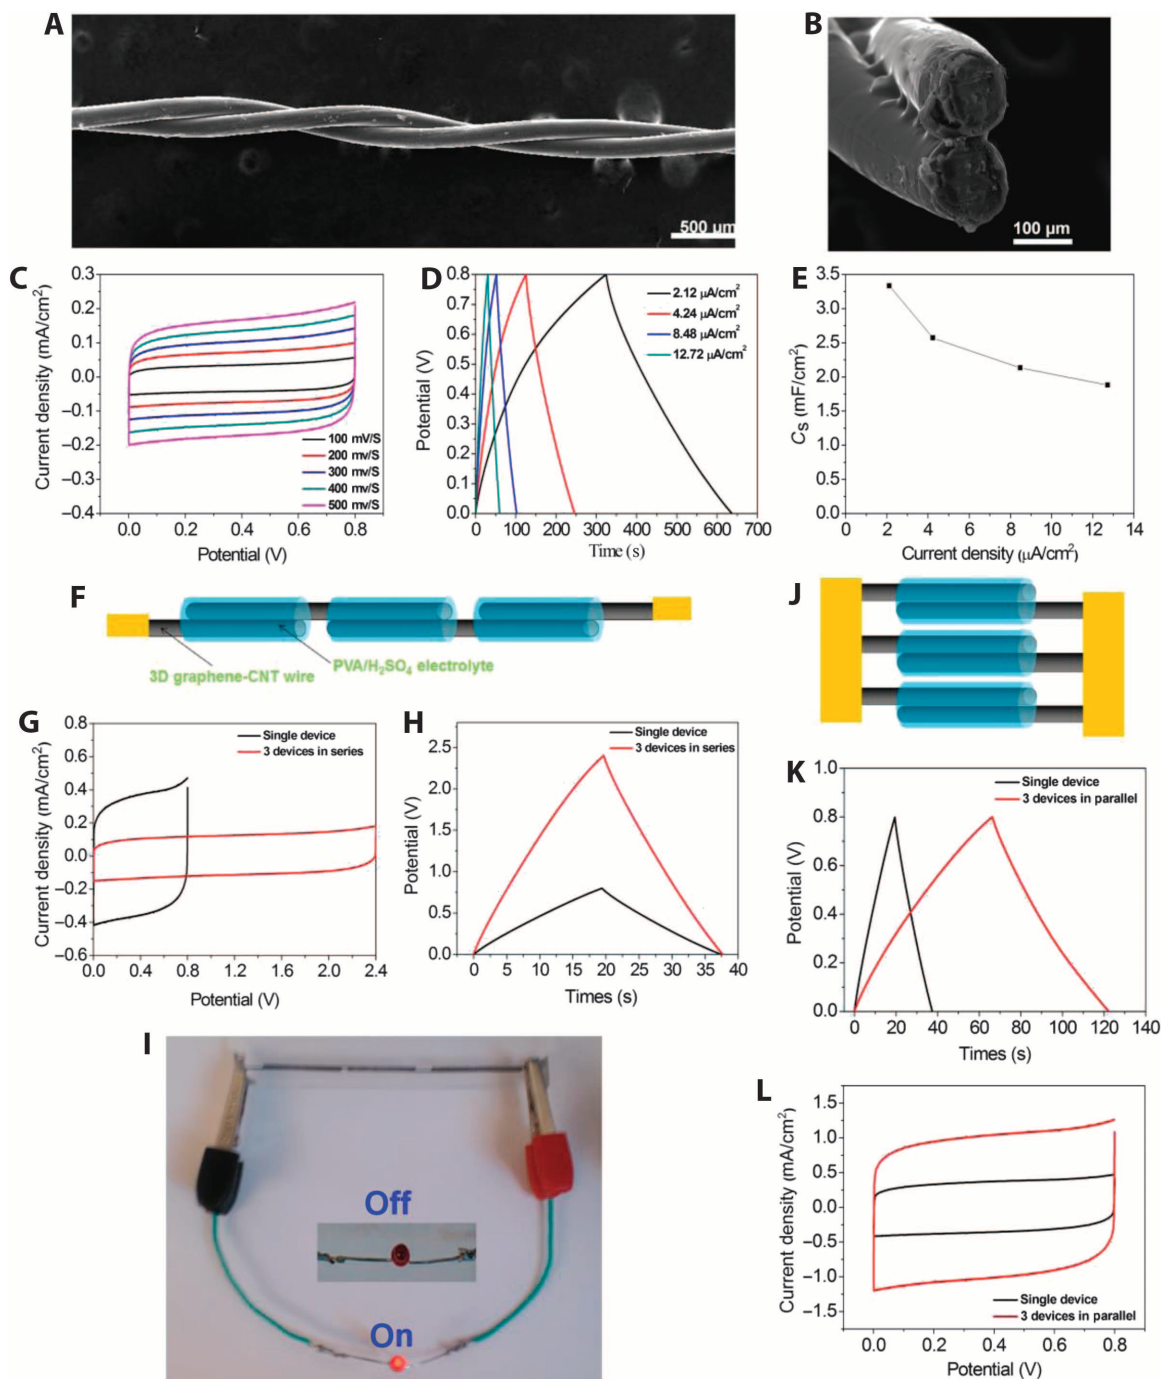 A
500 µm
B
100 µm
C
Current density (mA/cm²)
0.3
0.2
0.1
0.0
–0.1
–0.2
–0.3
–0.4
100 mV/S
200 mv/S
300 mv/S
400 mv/S
500 mv/S
0.0 0.2 0.4 0.6 0.8
Potential (V)
D
Potential (V)
0.8
0.7
0.6
0.5
0.4
0.3
0.2
0.1
0.0
2.12 µA/cm²
4.24 µA/cm²
8.48 µA/cm²
12.72 µA/cm²
0 100 200 300 400 500 600 700
Time (s)
E
Cs (mF/cm²)
3.5
3.0
2.5
2.0
1.5
1.0
0.5
0.0
0 2 4 6 8 10 12 14
Current density (µA/cm²)
F
3D graphene-CNT wire
PVA/H₂SO₄ electrolyte
J
G
Current density (mA/cm²)
0.8
0.6
0.4
0.2
0.0
–0.2
–0.4
–0.6
Single device
3 devices in series
0.0 0.4 0.8 1.2 1.6 2.0 2.4
Potential (V)
H
Potential (V)
2.5
2.0
1.5
1.0
0.5
0.0
Single device
3 devices in series
0 5 10 15 20 25 30 35 40
Times (s)
K
Potential (V)
1.0
0.8
0.6
0.4
0.2
0.0
Single device
3 devices in parallel
0 20 40 60 80 100 120 140
Times (s)
I
Off
On
L
Current density (mA/cm²)
1.5
1.0
0.5
0.0
–0.5
–1.0
–1.5
Single device
3 devices in parallel
0.0 0.2 0.4 0.6 0.8
Potential (V)